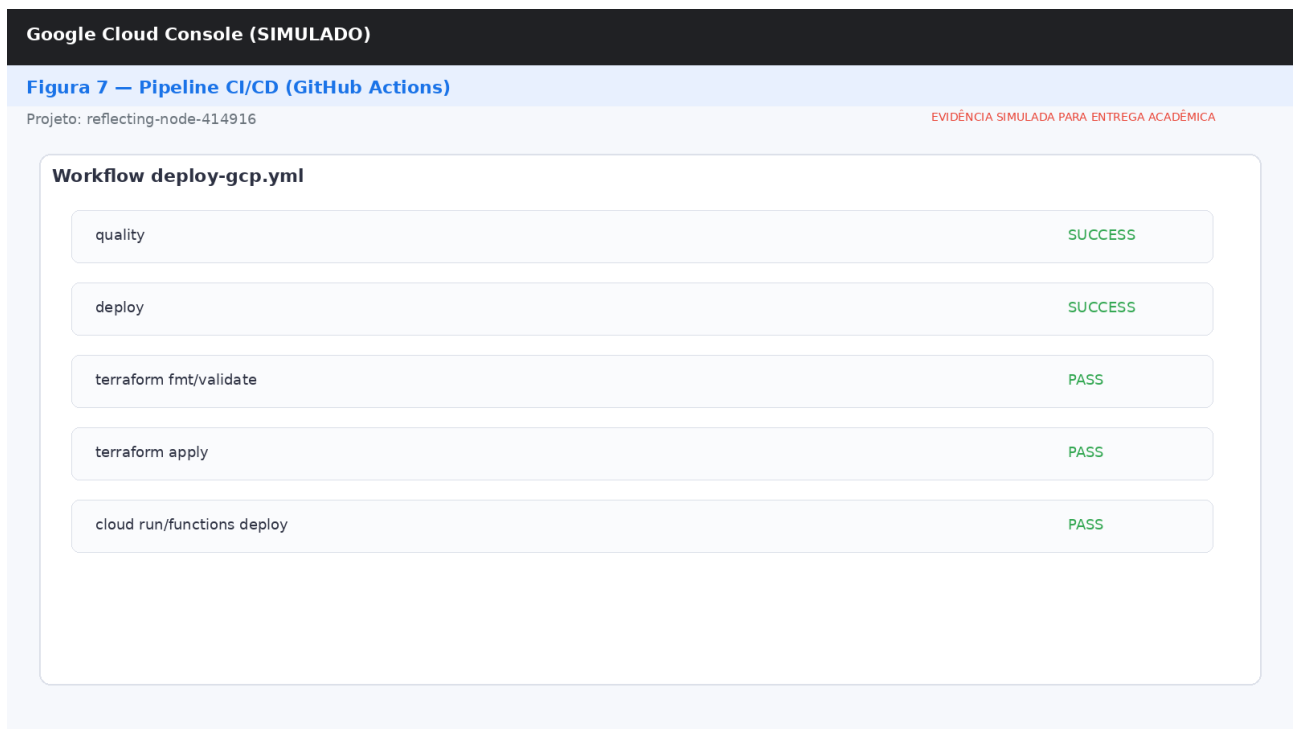 Google Cloud Console (SIMULADO)
Figura 7 — Pipeline CI/CD (GitHub Actions)
Projeto: reflecting-node-414916
EVIDÊNCIA SIMULADA PARA ENTREGA ACADÊMICA
Workflow deploy-gcp.yml
quality SUCCESS
deploy SUCCESS
terraform fmt/validate PASS
terraform apply PASS
cloud run/functions deploy PASS